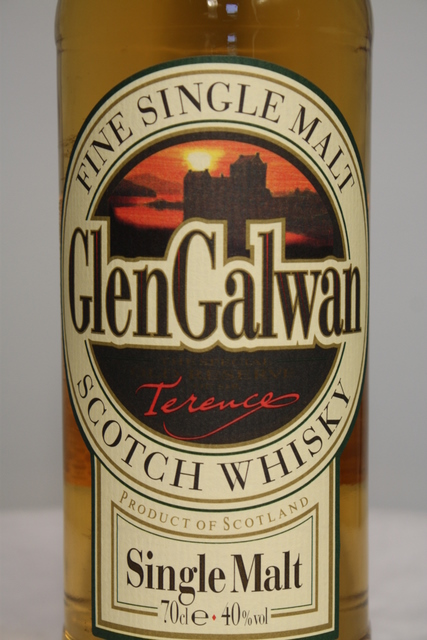 FINE SINGLE MALT
GlenGalwan
Terence
SCOTCH WHISKY
PRODUCT OF SCOTLAND
Single Malt
70cl e • 40%vol